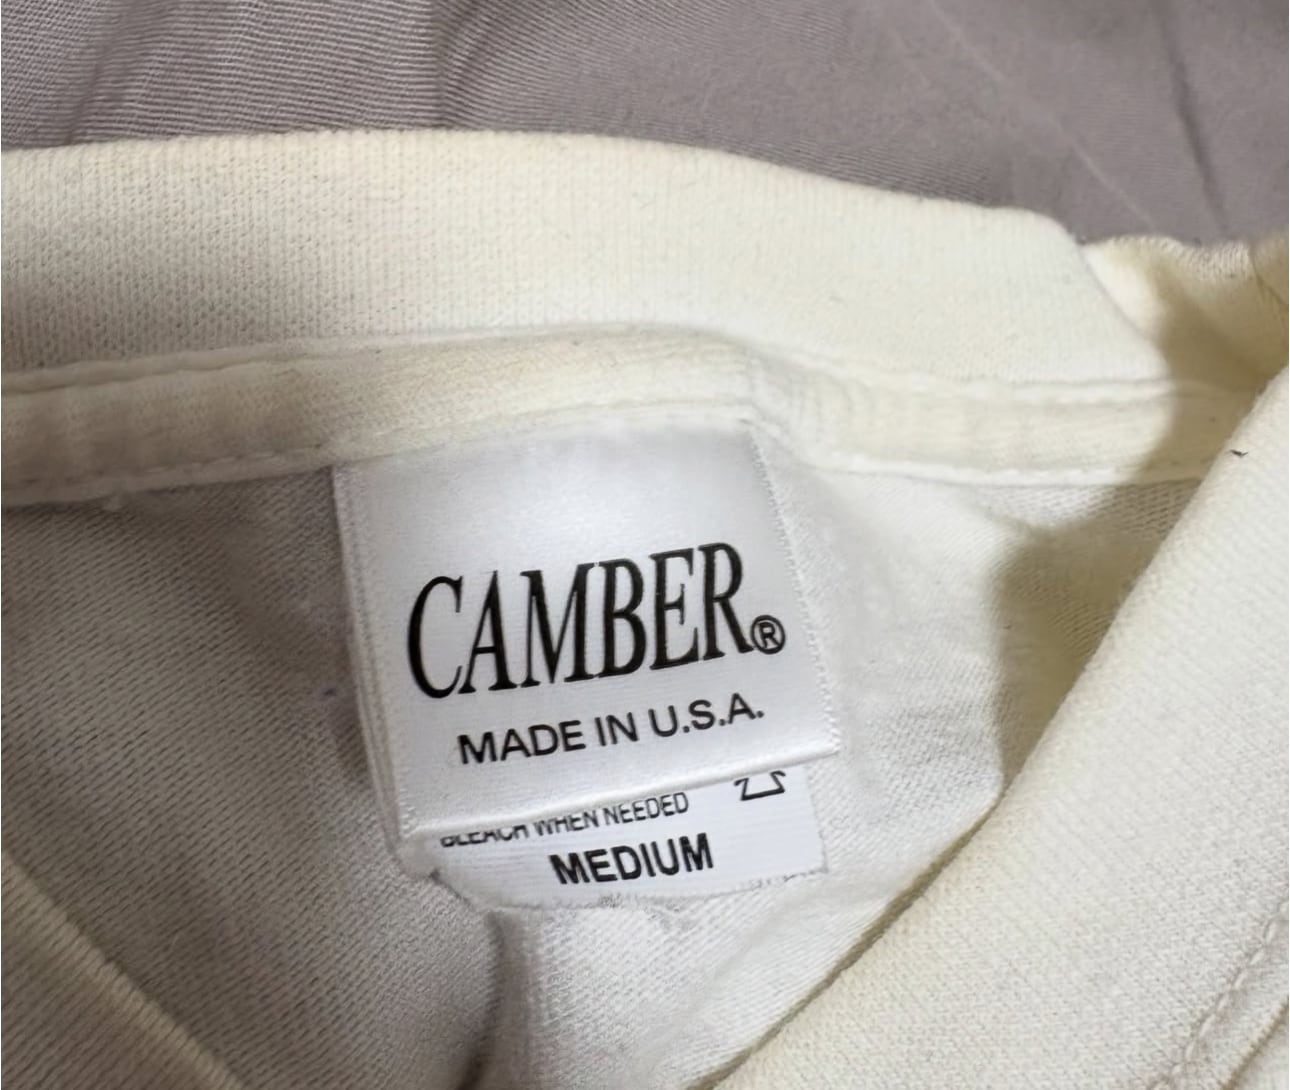 CAMBER®
MADE IN U.S.A.
BLEACH WHEN NEEDED
MEDIUM